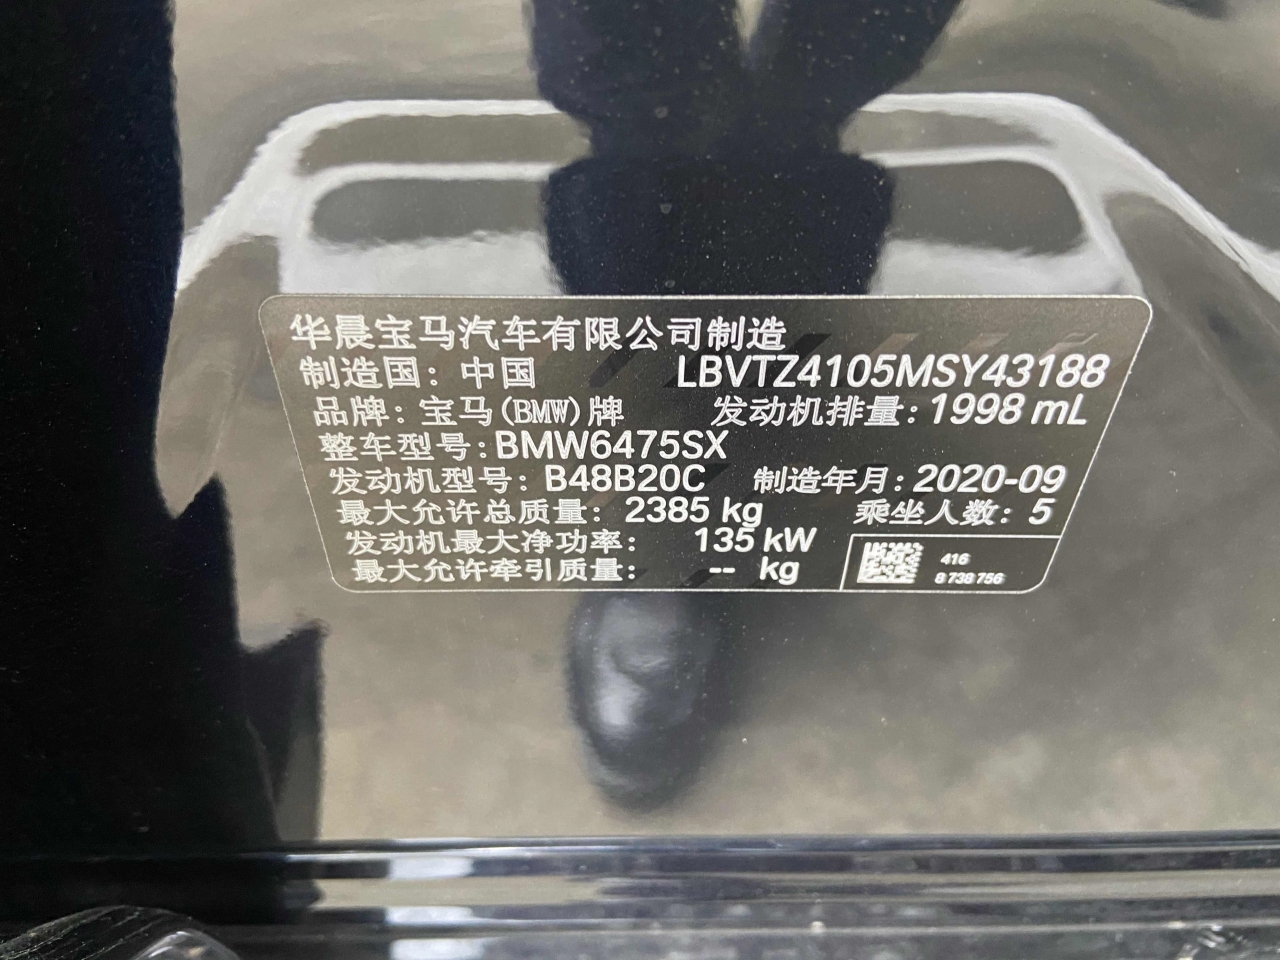 华晨宝马汽车有限公司制造
制造国：中国 LBVTZ4105MSY43188
品牌：宝马(BMW)牌 发动机排量：1998 mL
整车型号：BMW6475SX
发动机型号：B48B20C 制造年月：2020-09
最大允许总质量：2385 kg 乘坐人数：5
发动机最大净功率：135 kW
最大允许牵引质量：-- kg
416
8 738 756